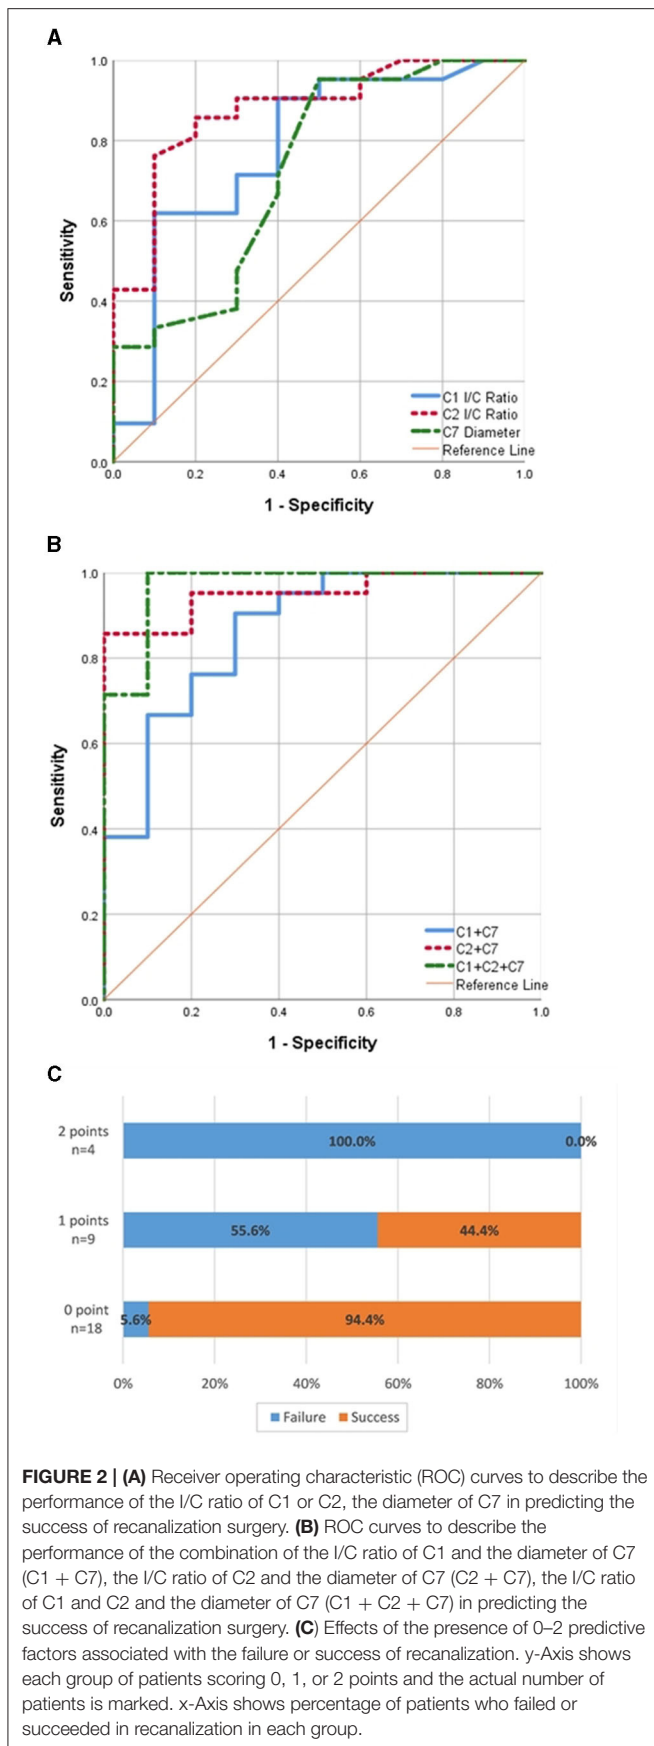 A
1.0
0.8
0.6
0.4
0.2
0.0
Sensitivity
C1 I/C Ratio
C2 I/C Ratio
C7 Diameter
Reference Line
0.0 0.2 0.4 0.6 0.8 1.0
1 - Specificity
B
1.0
0.8
0.6
0.4
0.2
0.0
Sensitivity
C1+C7
C2+C7
C1+C2+C7
Reference Line
0.0 0.2 0.4 0.6 0.8 1.0
1 - Specificity
C
2 points
n=4
100.0% 0.0%
1 points
n=9
55.6% 44.4%
0 point
n=18
5.6% 94.4%
0% 20% 40% 60% 80% 100%
Failure Success
FIGURE 2 | (A) Receiver operating characteristic (ROC) curves to describe the
performance of the I/C ratio of C1 or C2, the diameter of C7 in predicting the
success of recanalization surgery. (B) ROC curves to describe the
performance of the combination of the I/C ratio of C1 and the diameter of C7
(C1 + C7), the I/C ratio of C2 and the diameter of C7 (C2 + C7), the I/C ratio
of C1 and C2 and the diameter of C7 (C1 + C2 + C7) in predicting the
success of recanalization surgery. (C) Effects of the presence of 0–2 predictive
factors associated with the failure or success of recanalization. y-Axis shows
each group of patients scoring 0, 1, or 2 points and the actual number of
patients is marked. x-Axis shows percentage of patients who failed or
succeeded in recanalization in each group.